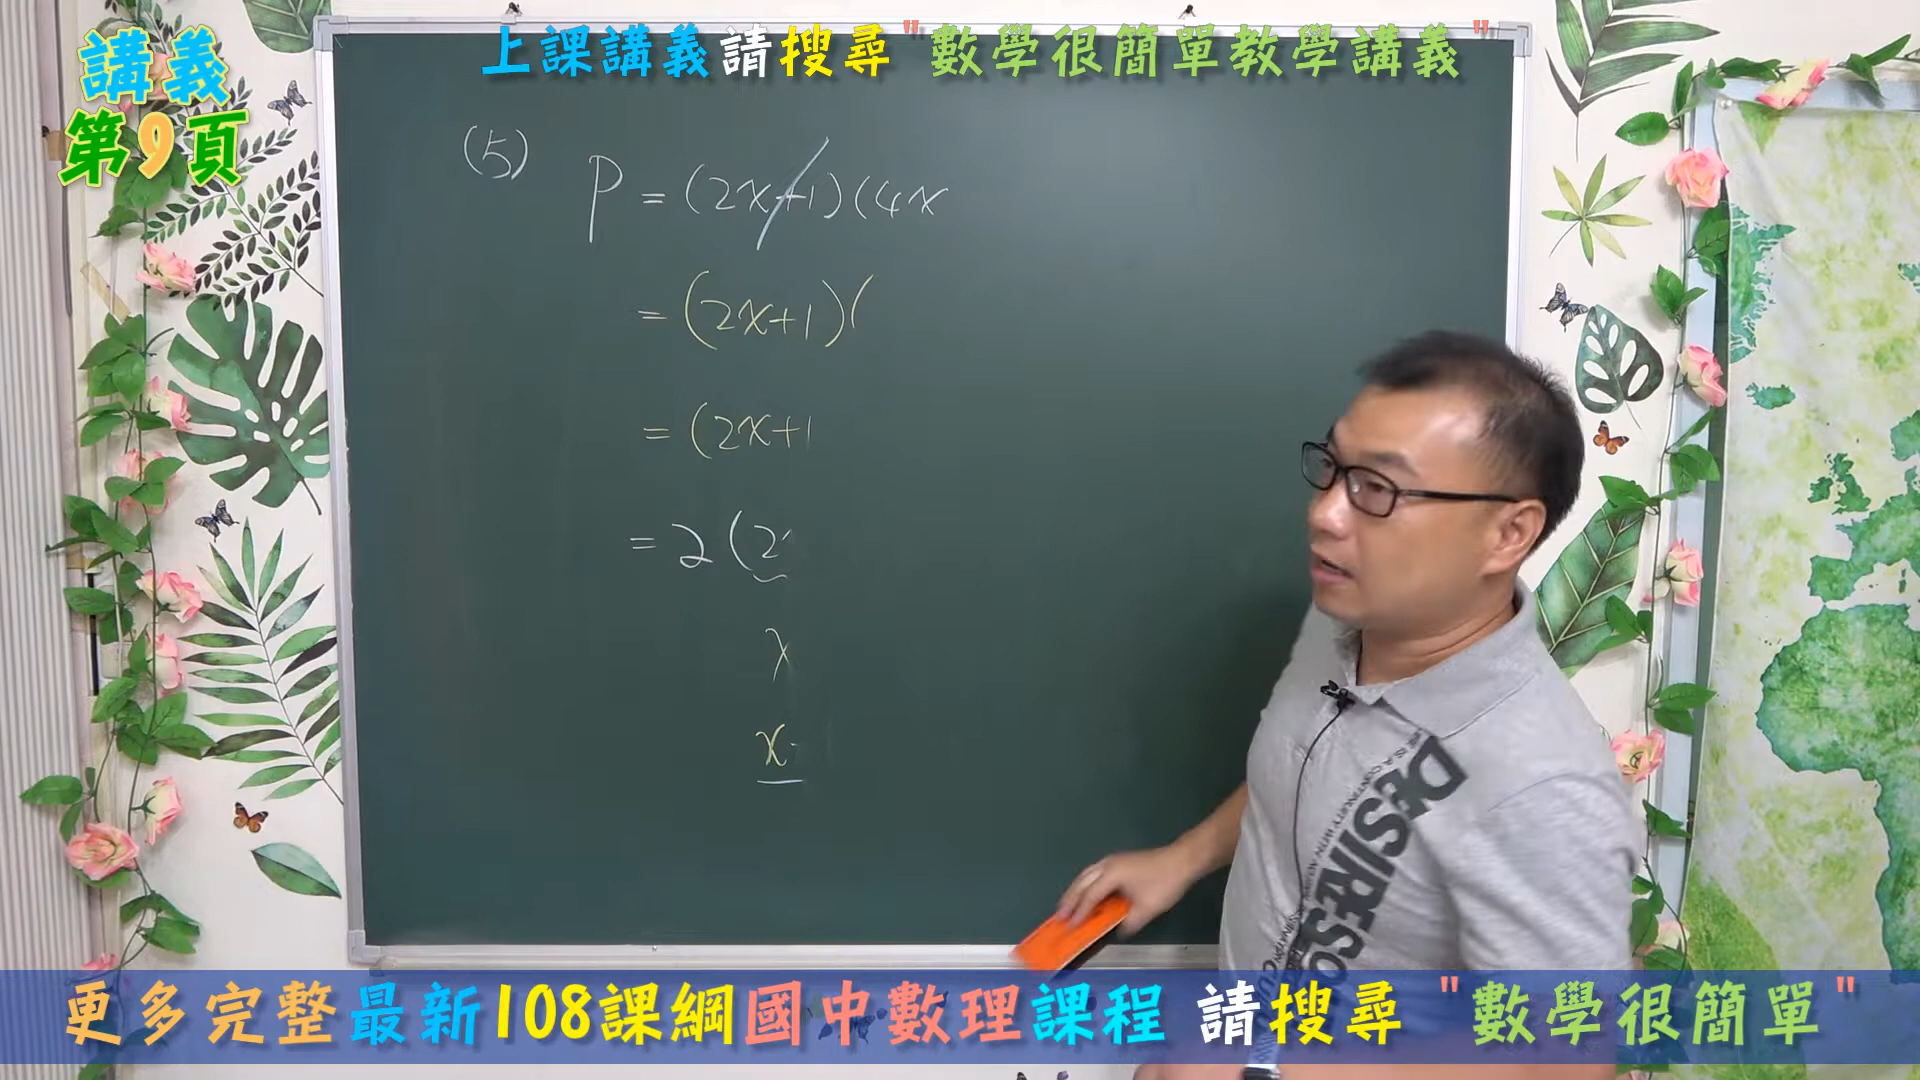 上課講義請搜尋"數學很簡單教學講義"
講義
第9頁
(5) P = (2x+1)(4x
= (2x+1)(
= (2x+1
= 2(2
x
x-
DESIRESO
更多完整最新108課綱國中數理課程 請搜尋 "數學很簡單"